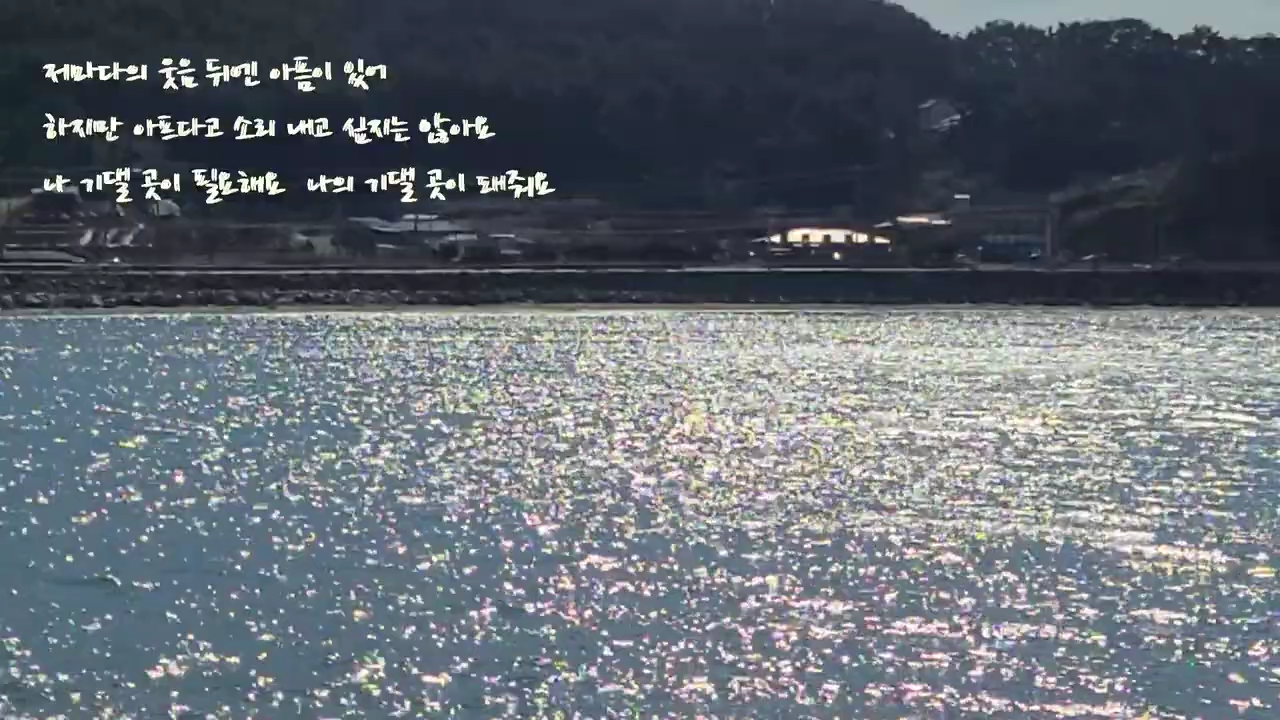 저마다의 웃음 뒤엔 아픔이 있어
하지만 아프다고 소리 내고 싶지는 않아요
나 기댈 곳이 필요해요 나의 기댈 곳이 돼줘요